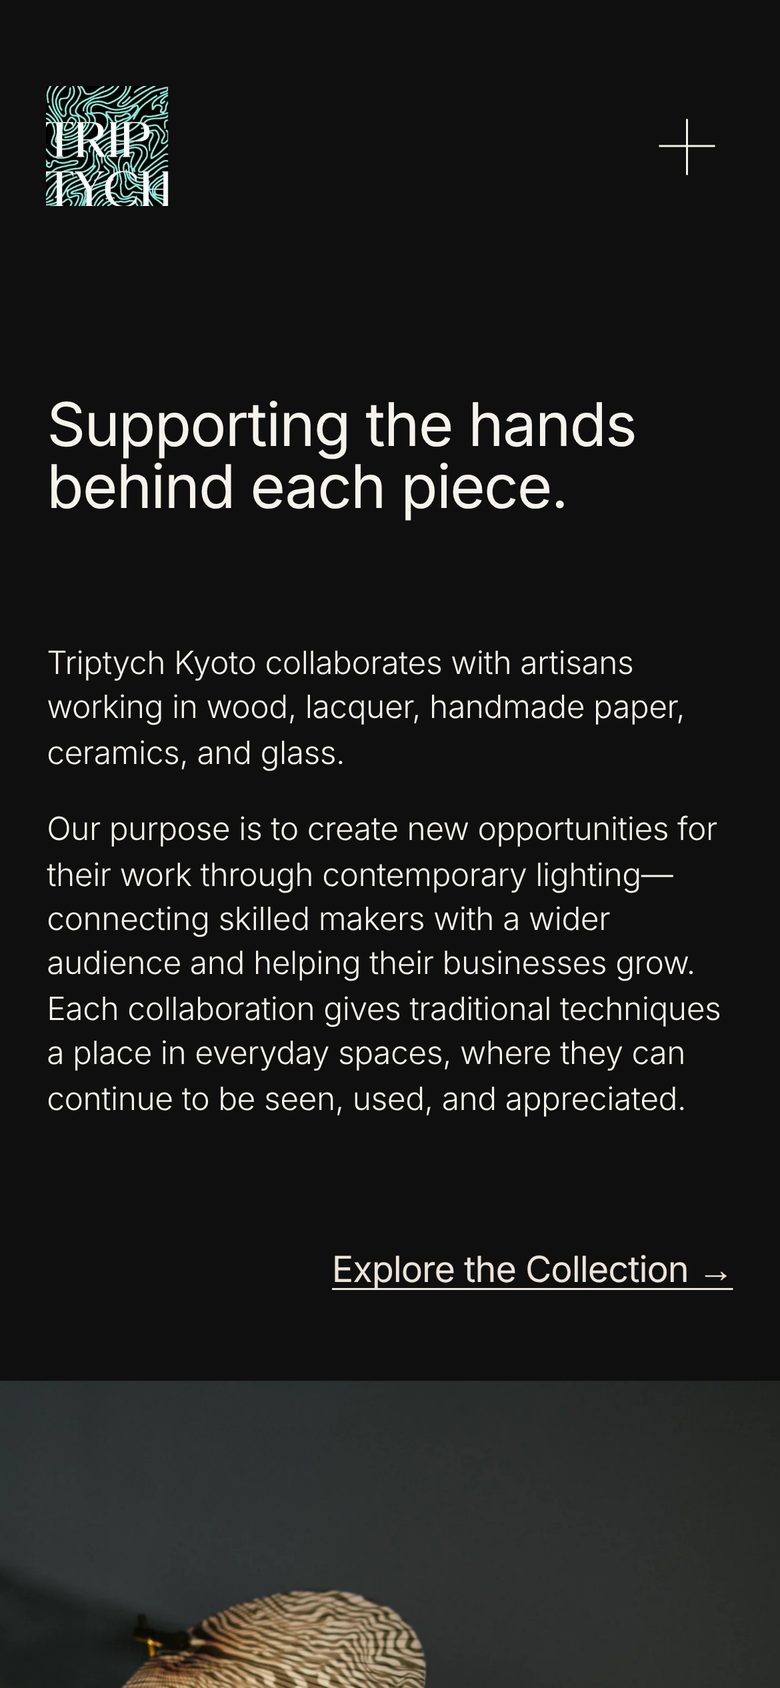 TRIP
TYCH
Supporting the hands
behind each piece.
Triptych Kyoto collaborates with artisans
working in wood, lacquer, handmade paper,
ceramics, and glass.
Our purpose is to create new opportunities for
their work through contemporary lighting—
connecting skilled makers with a wider
audience and helping their businesses grow.
Each collaboration gives traditional techniques
a place in everyday spaces, where they can
continue to be seen, used, and appreciated.
Explore the Collection →